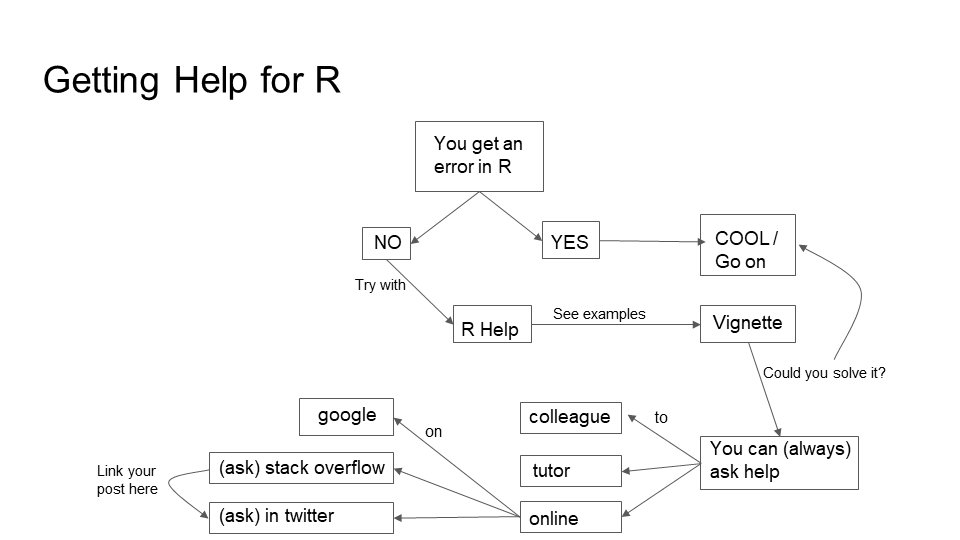 Getting Help for R
You get an
error in R
NO
YES
COOL /
Go on
Try with
R Help
See examples
Vignette
Could you solve it?
google
on
colleague
to
You can (always)
ask help
(ask) stack overflow
tutor
Link your
post here
(ask) in twitter
online